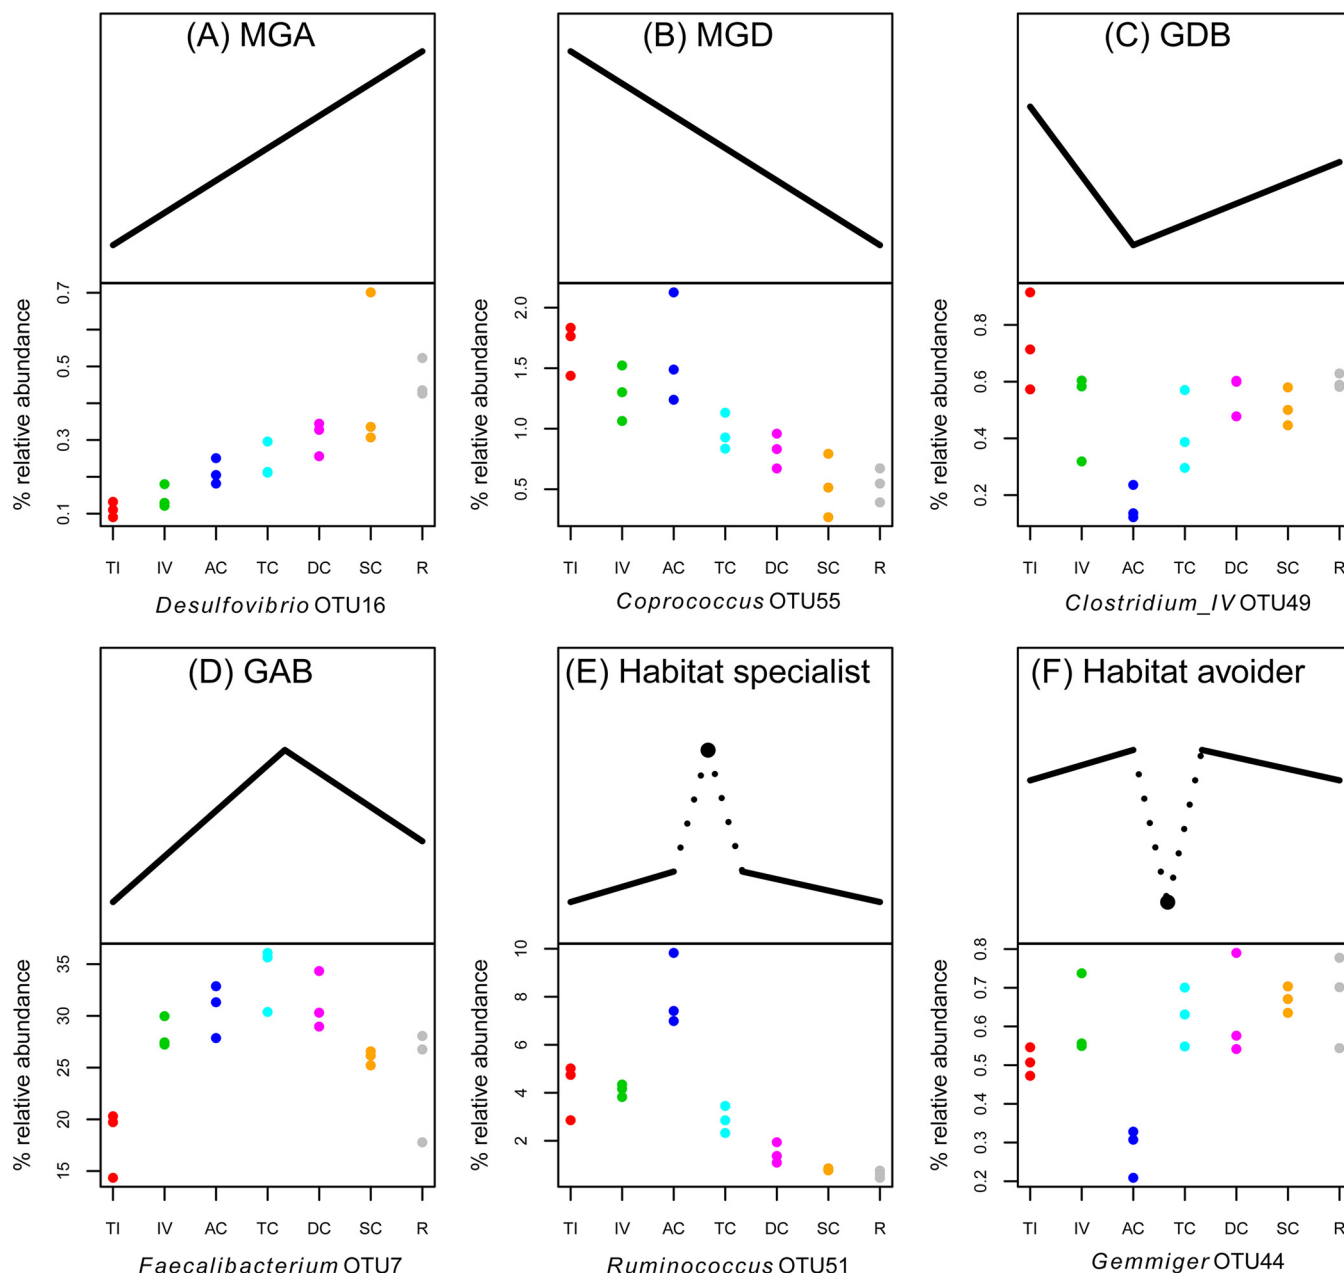 (A) MGA
(B) MGD
(C) GDB
% relative abundance
0.1
0.3
0.5
0.7
TI IV AC TC DC SC R
Desulfovibrio OTU16
% relative abundance
0.5
1.0
1.5
2.0
TI IV AC TC DC SC R
Coprococcus OTU55
% relative abundance
0.2
0.4
0.6
0.8
TI IV AC TC DC SC R
Clostridium_IV OTU49
(D) GAB
(E) Habitat specialist
(F) Habitat avoider
% relative abundance
15
20
25
30
35
TI IV AC TC DC SC R
Faecalibacterium OTU7
% relative abundance
2
4
6
8
10
TI IV AC TC DC SC R
Ruminococcus OTU51
% relative abundance
0.2
0.3
0.4
0.5
0.6
0.7
0.8
TI IV AC TC DC SC R
Gemmiger OTU44